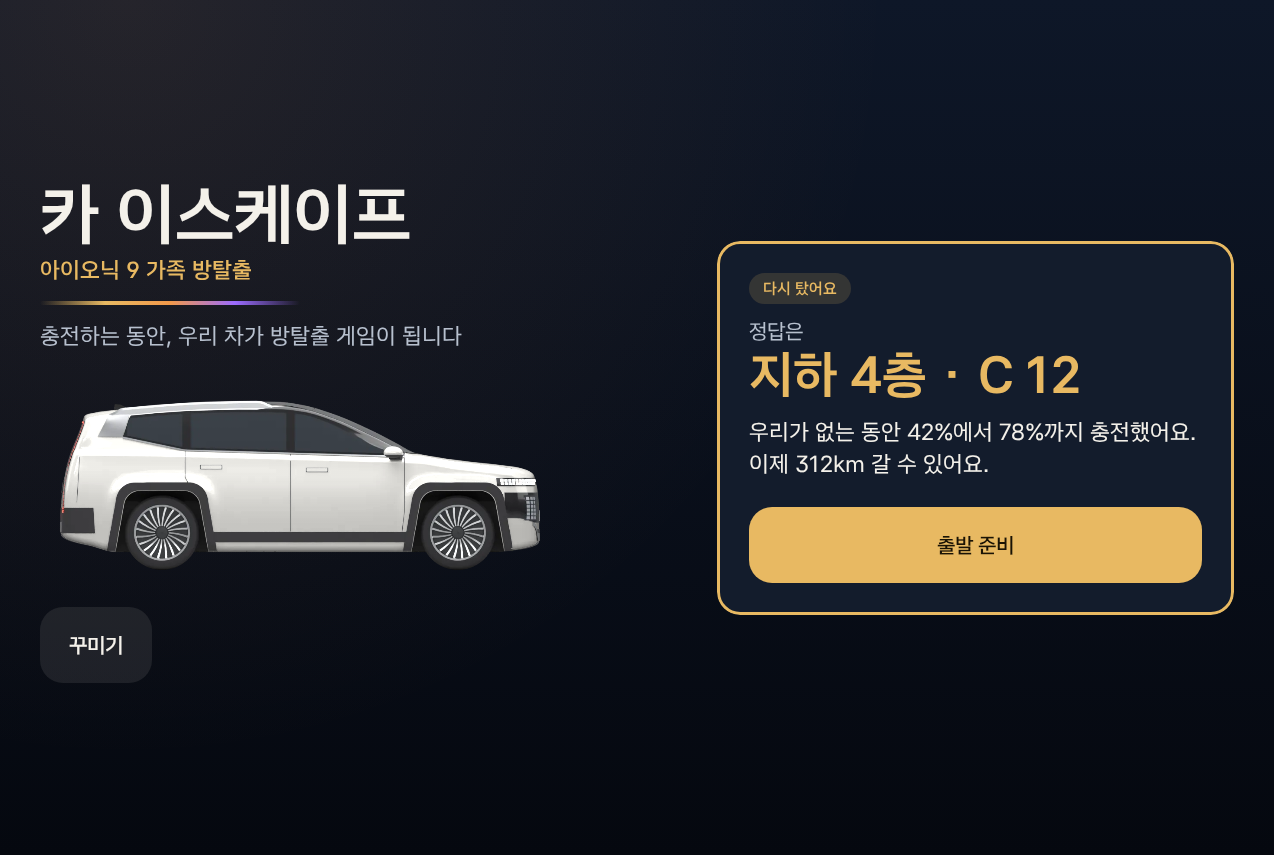 카 이스케이프
아이오닉 9 가족 방탈출
충전하는 동안, 우리 차가 방탈출 게임이 됩니다
꾸미기
다시 탔어요
정답은
지하 4층 · C 12
우리가 없는 동안 42%에서 78%까지 충전했어요.
이제 312km 갈 수 있어요.
출발 준비